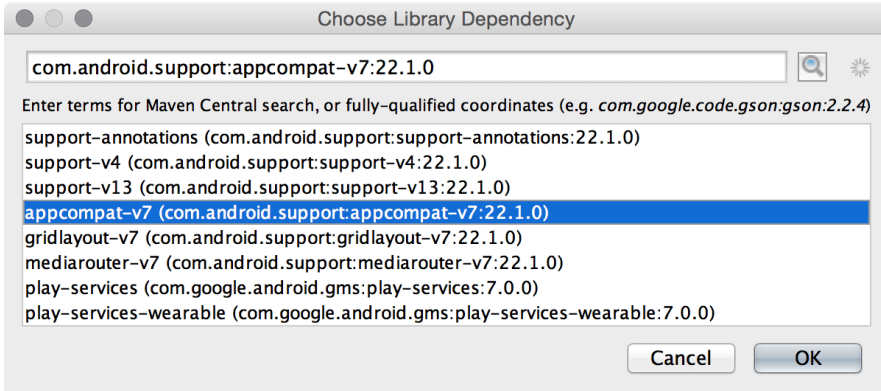 Choose Library Dependency
com.android.support:appcompat-v7:22.1.0
Enter terms for Maven Central search, or fully-qualified coordinates (e.g. com.google.code.gson:gson:2.2.4)
support-annotations (com.android.support:support-annotations:22.1.0)
support-v4 (com.android.support:support-v4:22.1.0)
support-v13 (com.android.support:support-v13:22.1.0)
appcompat-v7 (com.android.support:appcompat-v7:22.1.0)
gridlayout-v7 (com.android.support:gridlayout-v7:22.1.0)
mediarouter-v7 (com.android.support:mediarouter-v7:22.1.0)
play-services (com.google.android.gms:play-services:7.0.0)
play-services-wearable (com.google.android.gms:play-services-wearable:7.0.0)
Cancel OK